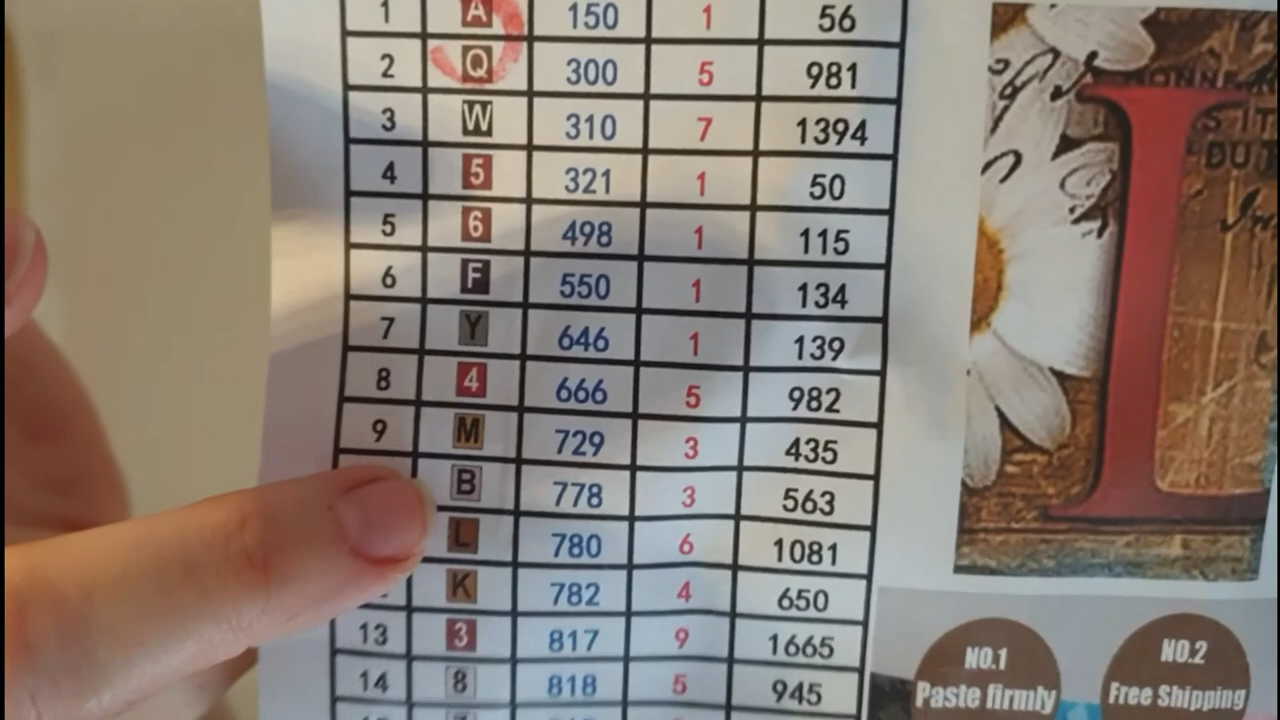 1 A 150 1 56
2 Q 300 5 981
3 W 310 7 1394
4 5 321 1 50
5 6 498 1 115
6 F 550 1 134
7 Y 646 1 139
8 4 666 5 982
9 M 729 3 435
B 778 3 563
L 780 6 1081
K 782 4 650
13 3 817 9 1665
14 8 818 5 945
S IT
DU
I
NO.1
Paste firmly
NO.2
Free Shipping